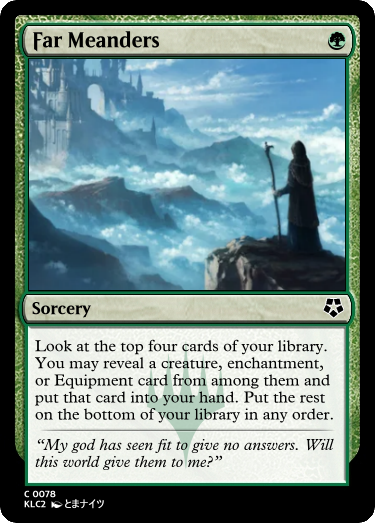 Far Meanders
Sorcery
Look at the top four cards of your library.
You may reveal a creature, enchantment,
or Equipment card from among them and
put that card into your hand. Put the rest
on the bottom of your library in any order.
“My god has seen fit to give no answers. Will
this world give them to me?”
C 0078
KLC2 とまナイツ